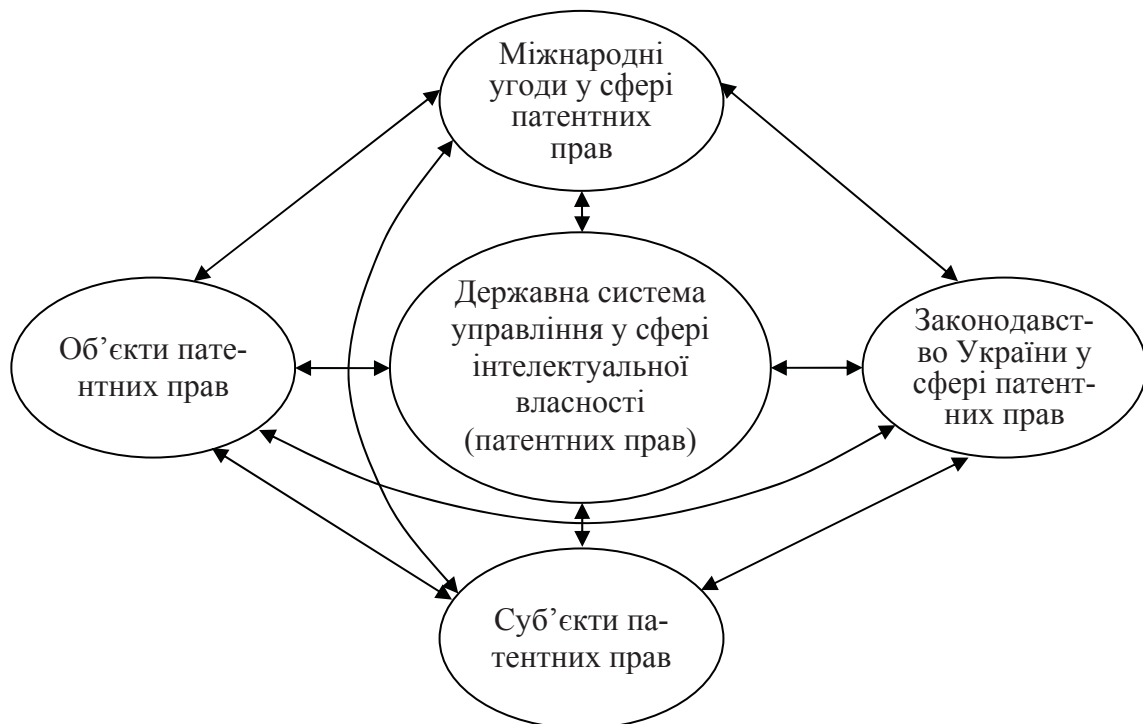 Міжнародні
угоди у сфері
патентних
прав
Державна система
управління у сфері
інтелектуальної
власності
(патентних прав)
Об’єкти пате-
нтних прав
Законодавст-
во України у
сфері патент-
них прав
Суб’єкти па-
тентних прав